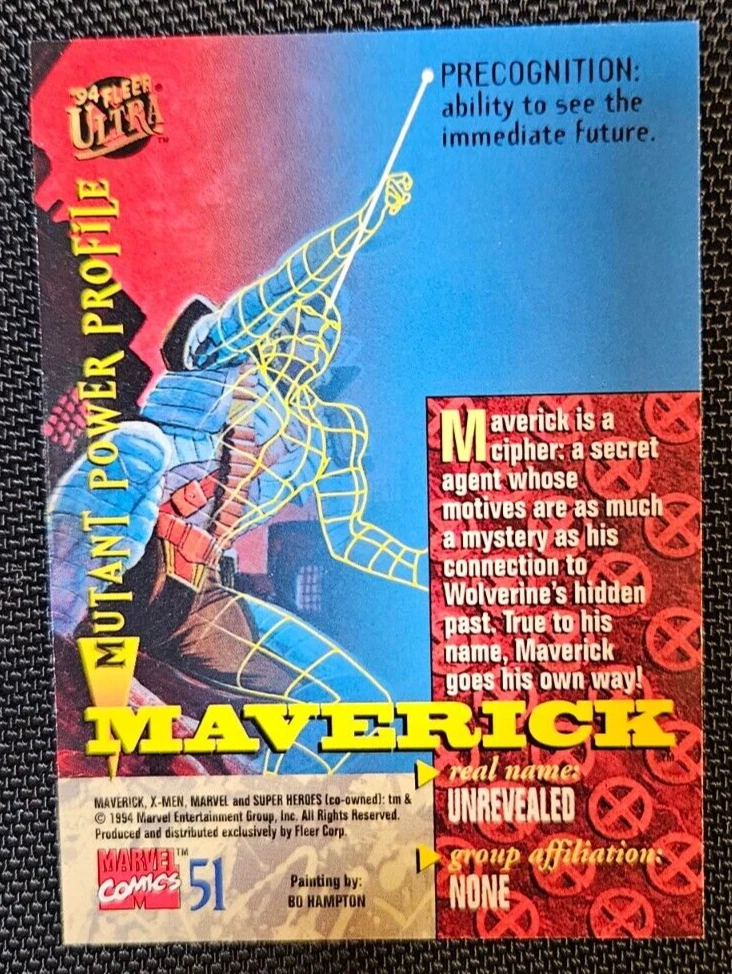 '94 FLEER
ULTRA™
MUTANT POWER PROFILE
PRECOGNITION:
ability to see the
immediate future.
Maverick is a
cipher: a secret
agent whose
motives are as much
a mystery as his
connection to
Wolverine's hidden
past. True to his
name, Maverick
goes his own way!
MAVERICK™
real name:
UNREVEALED
group affiliation:
NONE
MAVERICK, X-MEN, MARVEL and SUPER HEROES (co-owned): tm &
© 1994 Marvel Entertainment Group, Inc. All Rights Reserved.
Produced and distributed exclusively by Fleer Corp.
MARVEL™
COMICS
M
51
Painting by:
BO HAMPTON